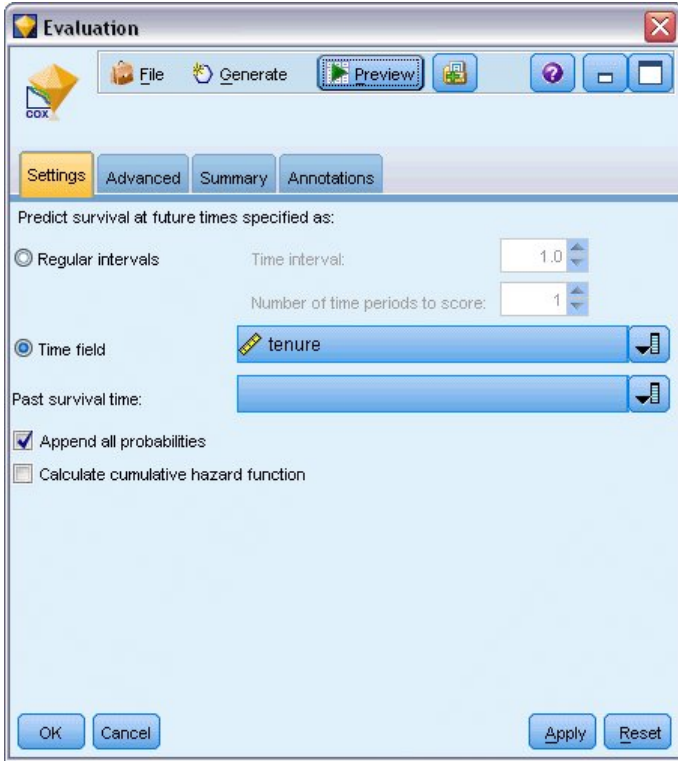 Evaluation
File Generate Preview
COX
Settings Advanced Summary Annotations
Predict survival at future times specified as:
Regular intervals Time interval: 1.0
Number of time periods to score: 1
Time field tenure
Past survival time:
Append all probabilities
Calculate cumulative hazard function
OK Cancel Apply Reset